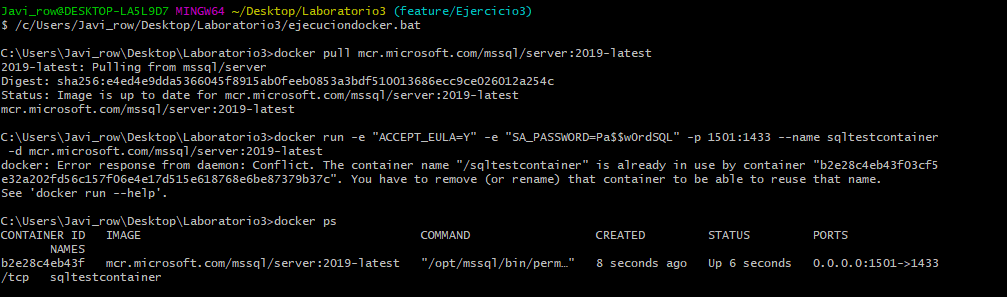 Javi_row@DESKTOP-LA5L9D7 MINGW64 ~/Desktop/Laboratorio3 (feature/Ejercicio3)
$ /c/Users/Javi_row/Desktop/Laboratorio3/ejecuciondocker.bat
C:\Users\Javi_row\Desktop\Laboratorio3>docker pull mcr.microsoft.com/mssql/server:2019-latest
2019-latest: Pulling from mssql/server
Digest: sha256:e4ed4e9dda5366045f8915ab0feeb0853a3bdf510013686ecc9ce026012a254c
Status: Image is up to date for mcr.microsoft.com/mssql/server:2019-latest
mcr.microsoft.com/mssql/server:2019-latest
C:\Users\Javi_row\Desktop\Laboratorio3>docker run -e "ACCEPT_EULA=Y" -e "SA_PASSWORD=Pa$$w0rdSQL" -p 1501:1433 --name sqltestcontainer
-d mcr.microsoft.com/mssql/server:2019-latest
docker: Error response from daemon: Conflict. The container name "/sqltestcontainer" is already in use by container "b2e28c4eb43f03cf5
e32a202fd56c157f06e4e17d515e618768e6be87379b37c". You have to remove (or rename) that container to be able to reuse that name.
See 'docker run --help'.
C:\Users\Javi_row\Desktop\Laboratorio3>docker ps
CONTAINER ID   IMAGE                                        COMMAND                  CREATED         STATUS         PORTS
NAMES
b2e28c4eb43f   mcr.microsoft.com/mssql/server:2019-latest   "/opt/mssql/bin/perm…"   8 seconds ago   Up 6 seconds   0.0.0.0:1501->1433
/tcp   sqltestcontainer